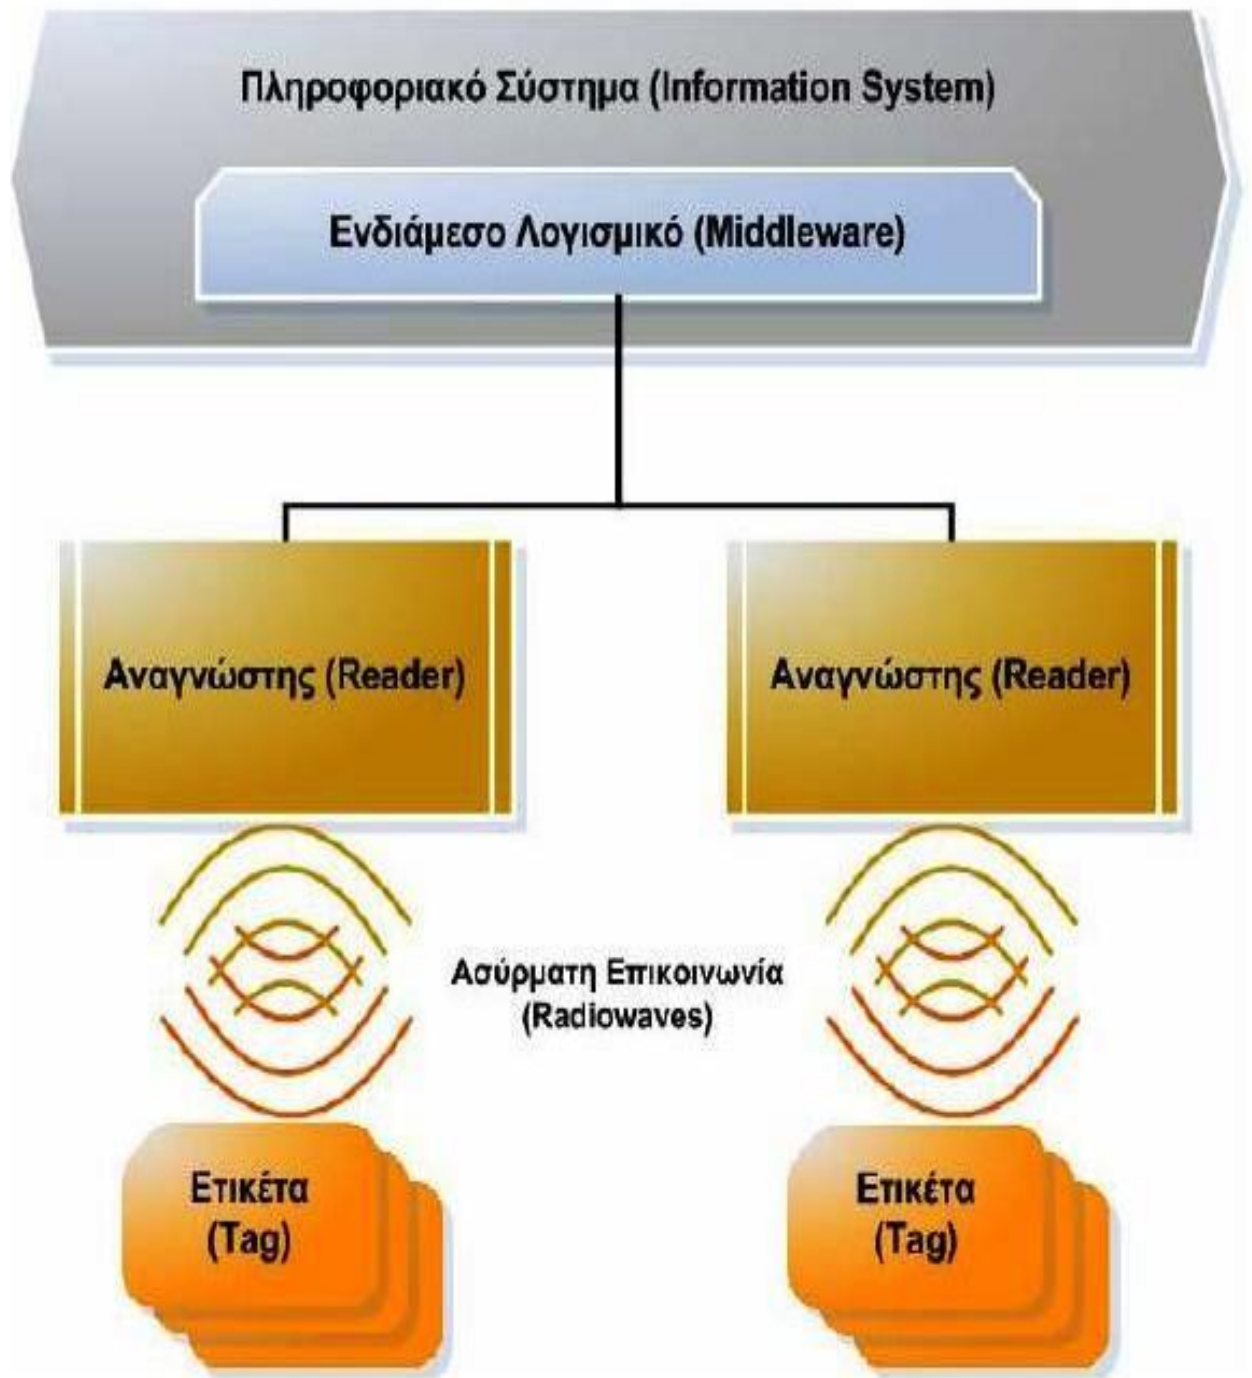 Πληροφοριακό Σύστημα (Information System)
Ενδιάμεσο Λογισμικό (Middleware)
Αναγνώστης (Reader)
Αναγνώστης (Reader)
Ασύρματη Επικοινωνία
(Radiowaves)
Ετικέτα
(Tag)
Ετικέτα
(Tag)